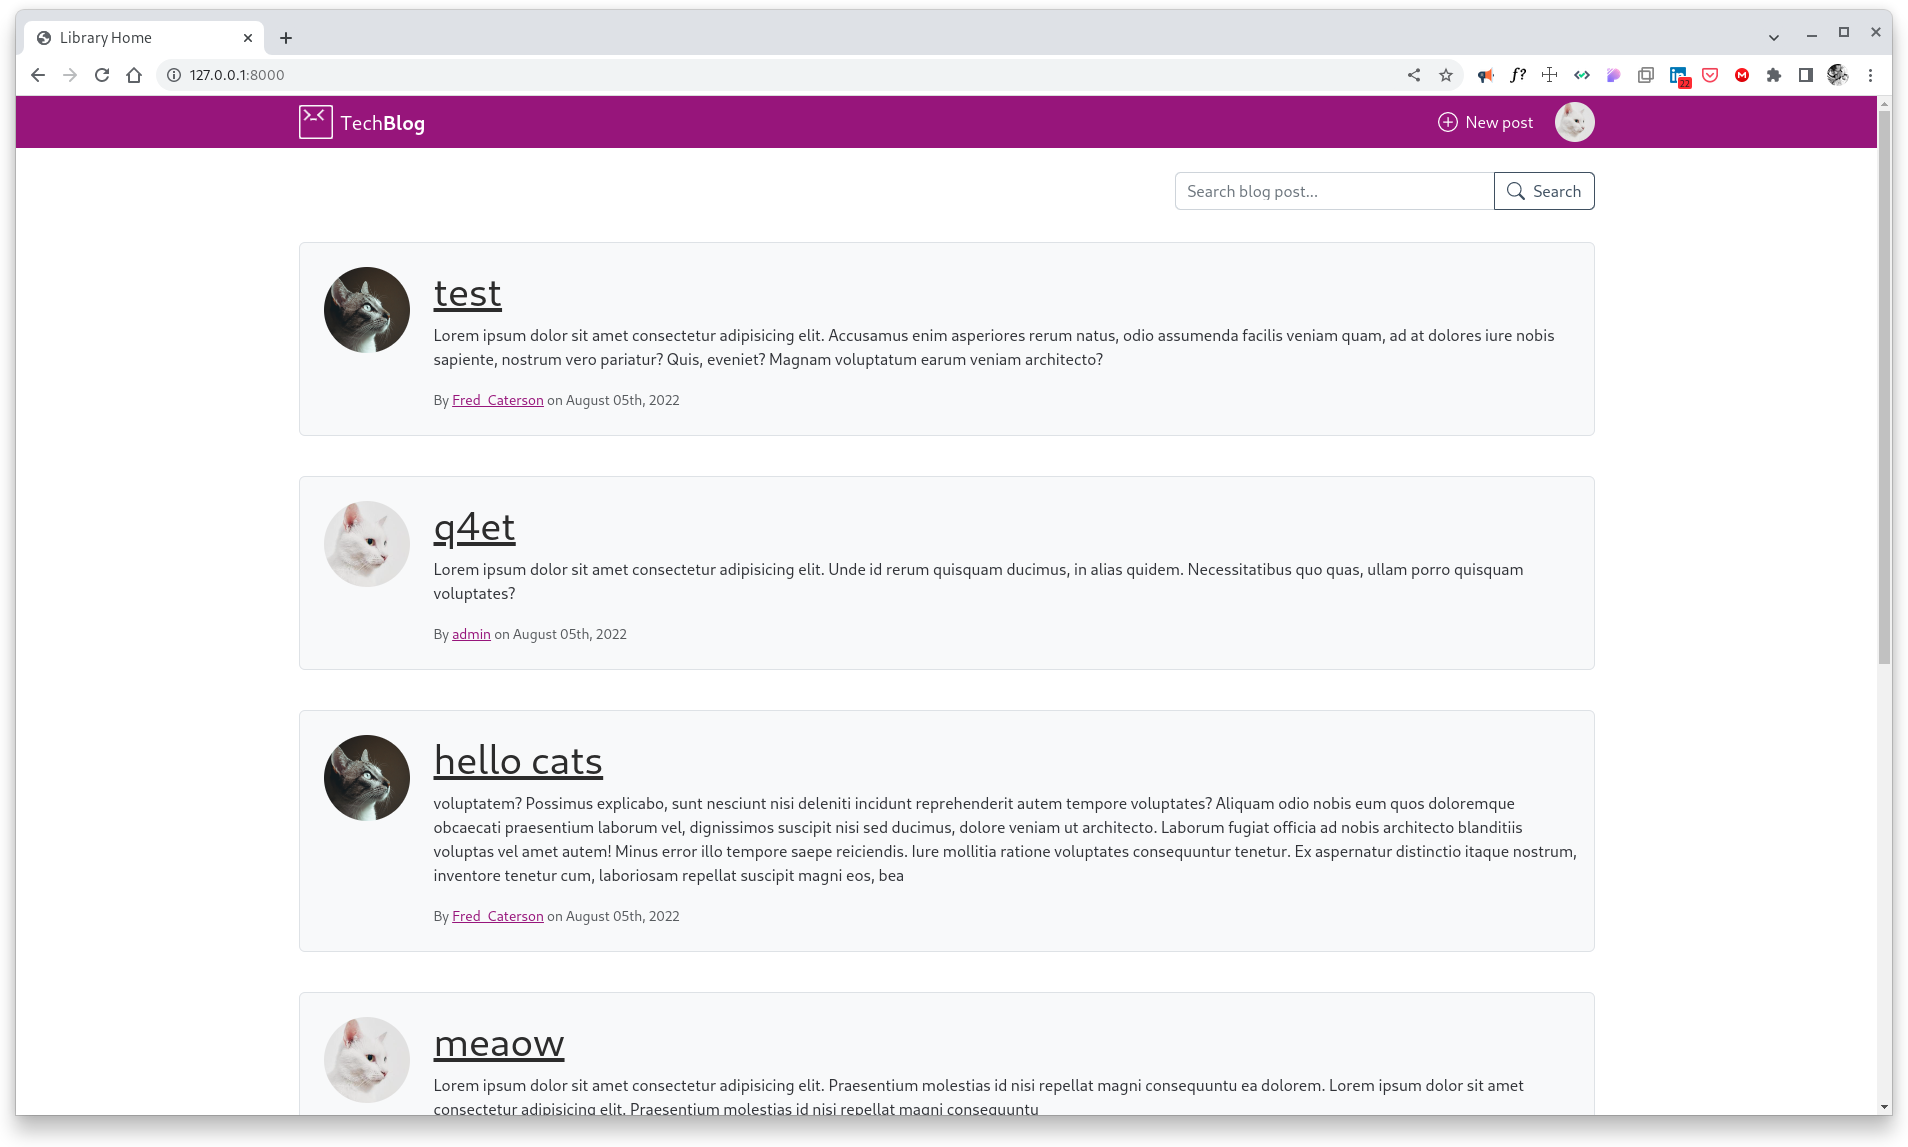 Library Home
127.0.0.1:8000
22
TechBlog
New post
Search blog post...
Search
test
Lorem ipsum dolor sit amet consectetur adipisicing elit. Accusamus enim asperiores rerum natus, odio assumenda facilis veniam quam, ad at dolores iure nobis
sapiente, nostrum vero pariatur? Quis, eveniet? Magnam voluptatum earum veniam architecto?
By Fred_Caterson on August 05th, 2022
q4et
Lorem ipsum dolor sit amet consectetur adipisicing elit. Unde id rerum quisquam ducimus, in alias quidem. Necessitatibus quo quas, ullam porro quisquam
voluptates?
By admin on August 05th, 2022
hello cats
voluptatem? Possimus explicabo, sunt nesciunt nisi deleniti incidunt reprehenderit autem tempore voluptates? Aliquam odio nobis eum quos doloremque
obcaecati praesentium laborum vel, dignissimos suscipit nisi sed ducimus, dolore veniam ut architecto. Laborum fugiat officia ad nobis architecto blanditiis
voluptas vel amet autem! Minus error illo tempore saepe reiciendis. Iure mollitia ratione voluptates consequuntur tenetur. Ex aspernatur distinctio itaque nostrum,
inventore tenetur cum, laboriosam repellat suscipit magni eos, bea
By Fred_Caterson on August 05th, 2022
meaow
Lorem ipsum dolor sit amet consectetur adipisicing elit. Praesentium molestias id nisi repellat magni consequuntu ea dolorem. Lorem ipsum dolor sit amet
consectetur adipisicing elit. Praesentium molestias id nisi repellat magni consequuntu